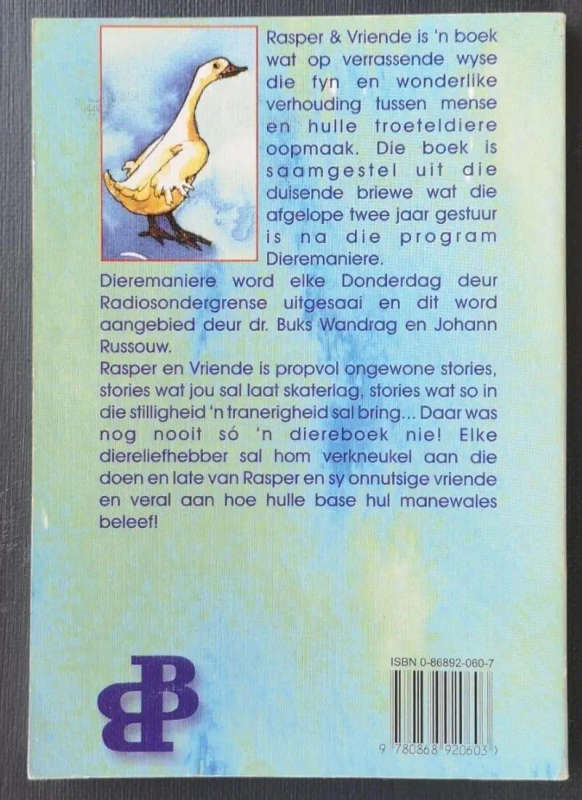 Rasper & Vriende is 'n boek
wat op verrassende wyse
die fyn en wonderlike
verhouding tussen mense
en hulle troeteldiere
oopmaak. Die boek is
saamgestel uit die
duisende briewe wat die
afgelope twee jaar gestuur
is na die program
Dieremaniere.
Dieremaniere word elke Donderdag deur
Radiosondergrense uitgesaai en dit word
aangebied deur dr. Buks Wandrag en Johann
Russouw.
Rasper en Vriende is propvol ongewone stories,
stories wat jou sal laat skaterlag, stories wat so in
die stilligheid 'n tranerigheid sal bring... Daar was
nog nooit só 'n diereboek nie! Elke
diereliefhebber sal hom verkneukel aan die
doen en late van Rasper en sy onnutsige vriende
en veral aan hoe hulle base hul manewales
beleef!
ISBN 0-86892-060-7
9 780868 920603